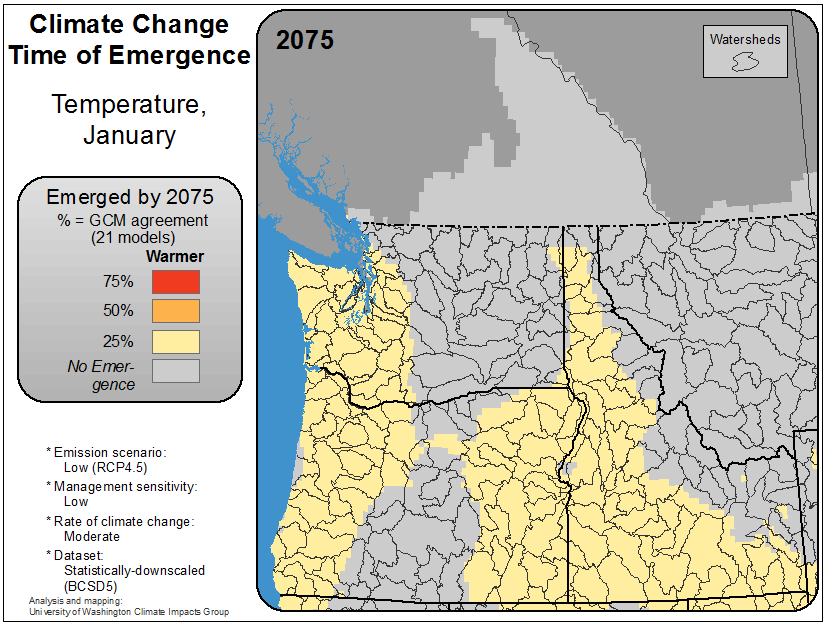 Climate Change
Time of Emergence
Temperature,
January
Emerged by 2075
% = GCM agreement
(21 models)
Warmer
75%
50%
25%
No Emer-
gence
* Emission scenario:
Low (RCP4.5)
* Management sensitivity:
Low
* Rate of climate change:
Moderate
* Dataset:
Statistically-downscaled
(BCSD5)
Analysis and mapping:
University of Washington Climate Impacts Group
2075
Watersheds